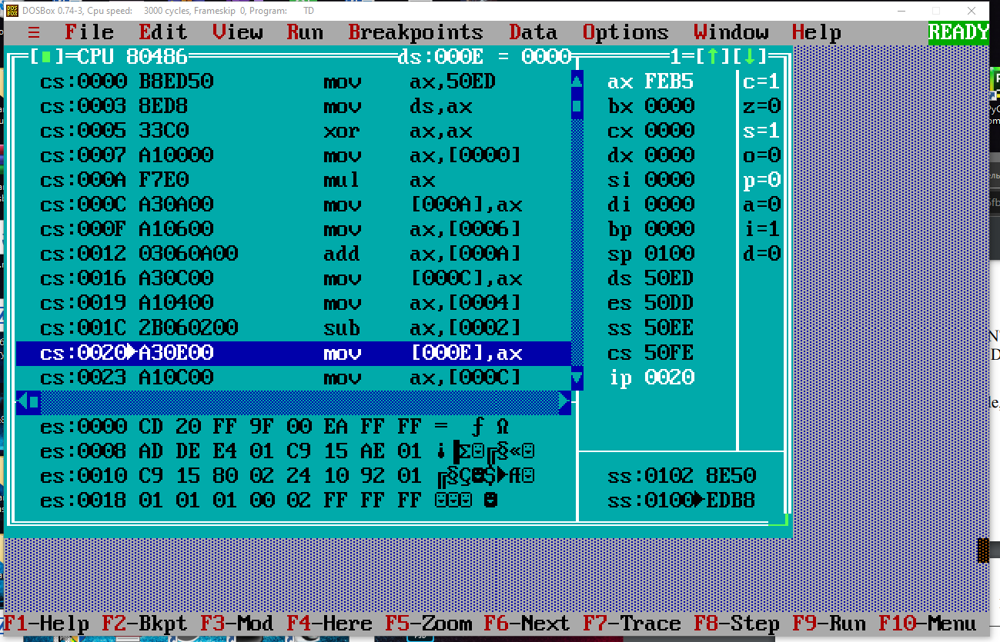 DOSBox 0.74-3, Cpu speed: 3000 cycles, Frameskip 0, Program: TD
≡ File Edit View Run Breakpoints Data Options Window Help READY
[■]=CPU 80486 ds:000E = 0000 1=[↑][↓]
cs:0000 B8ED50 mov ax,50ED ax FEB5 c=1
cs:0003 8ED8 mov ds,ax bx 0000 z=0
cs:0005 33C0 xor ax,ax cx 0000 s=1
cs:0007 A10000 mov ax,[0000] dx 0000 o=0
cs:000A F7E0 mul ax si 0000 p=0
cs:000C A30A00 mov [000A],ax di 0000 a=0
cs:000F A10600 mov ax,[0006] bp 0000 i=1
cs:0012 03060A00 add ax,[000A] sp 0100 d=0
cs:0016 A30C00 mov [000C],ax ds 50ED
cs:0019 A10400 mov ax,[0004] es 50DD
cs:001C 2B060200 sub ax,[0002] ss 50EE
cs:0020►A30E00 mov [000E],ax cs 50FE
cs:0023 A10C00 mov ax,[000C] ip 0020
es:0000 CD 20 FF 9F 00 EA FF FF = ƒ Ω
es:0008 AD DE E4 01 C9 15 AE 01 ¡▐Σ☺╔§«☺
es:0010 C9 15 80 02 24 10 92 01 ╔§Ç☻$►Æ☺ ss:0102 8E50
es:0018 01 01 01 00 02 FF FF FF ☺☺☺ ☻ ss:0100►EDB8
F1-Help F2-Bkpt F3-Mod F4-Here F5-Zoom F6-Next F7-Trace F8-Step F9-Run F10-Menu